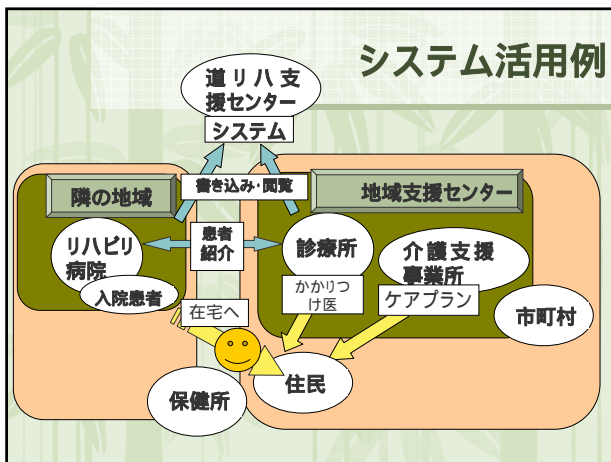 システム活用例
道リハ支
援センター
システム
書き込み・閲覧
隣の地域
地域支援センター
リハビリ
病院
入院患者
患者
紹介
診療所
かかりつ
け医
介護支援
事業所
ケアプラン
市町村
在宅へ
住民
保健所